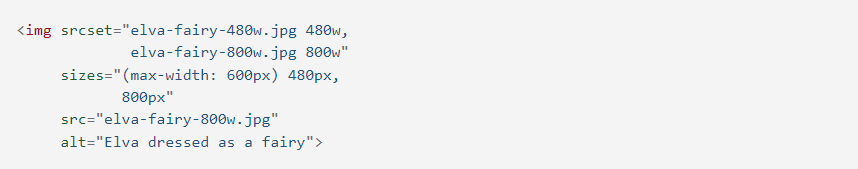 <img srcset="elva-fairy-480w.jpg 480w,
elva-fairy-800w.jpg 800w"
sizes="(max-width: 600px) 480px,
800px"
src="elva-fairy-800w.jpg"
alt="Elva dressed as a fairy">